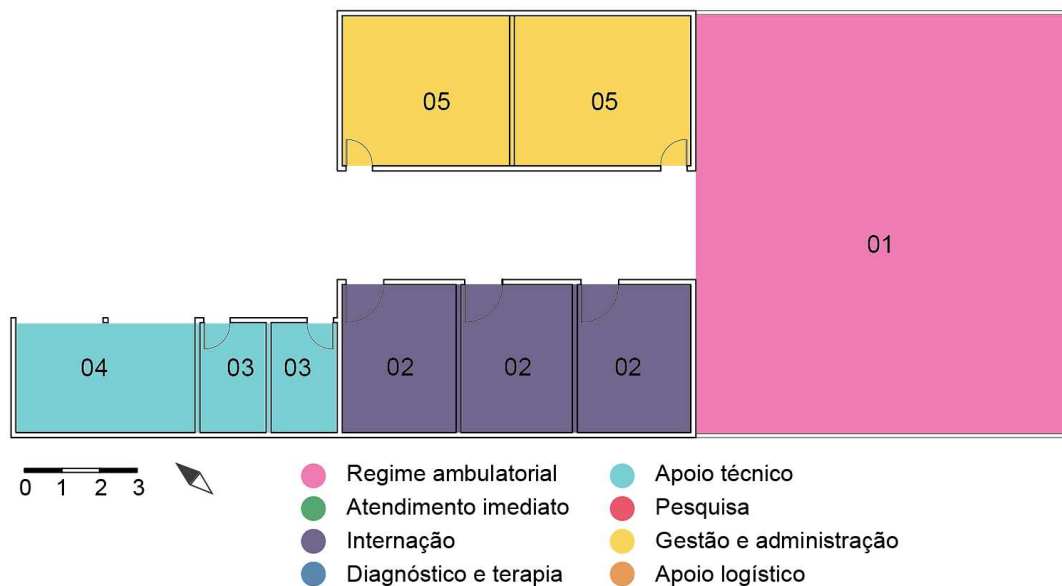 05 05
01
04 03 03 02 02 02
0 1 2 3
Regime ambulatorial
Atendimento imediato
Internação
Diagnóstico e terapia
Apoio técnico
Pesquisa
Gestão e administração
Apoio logístico